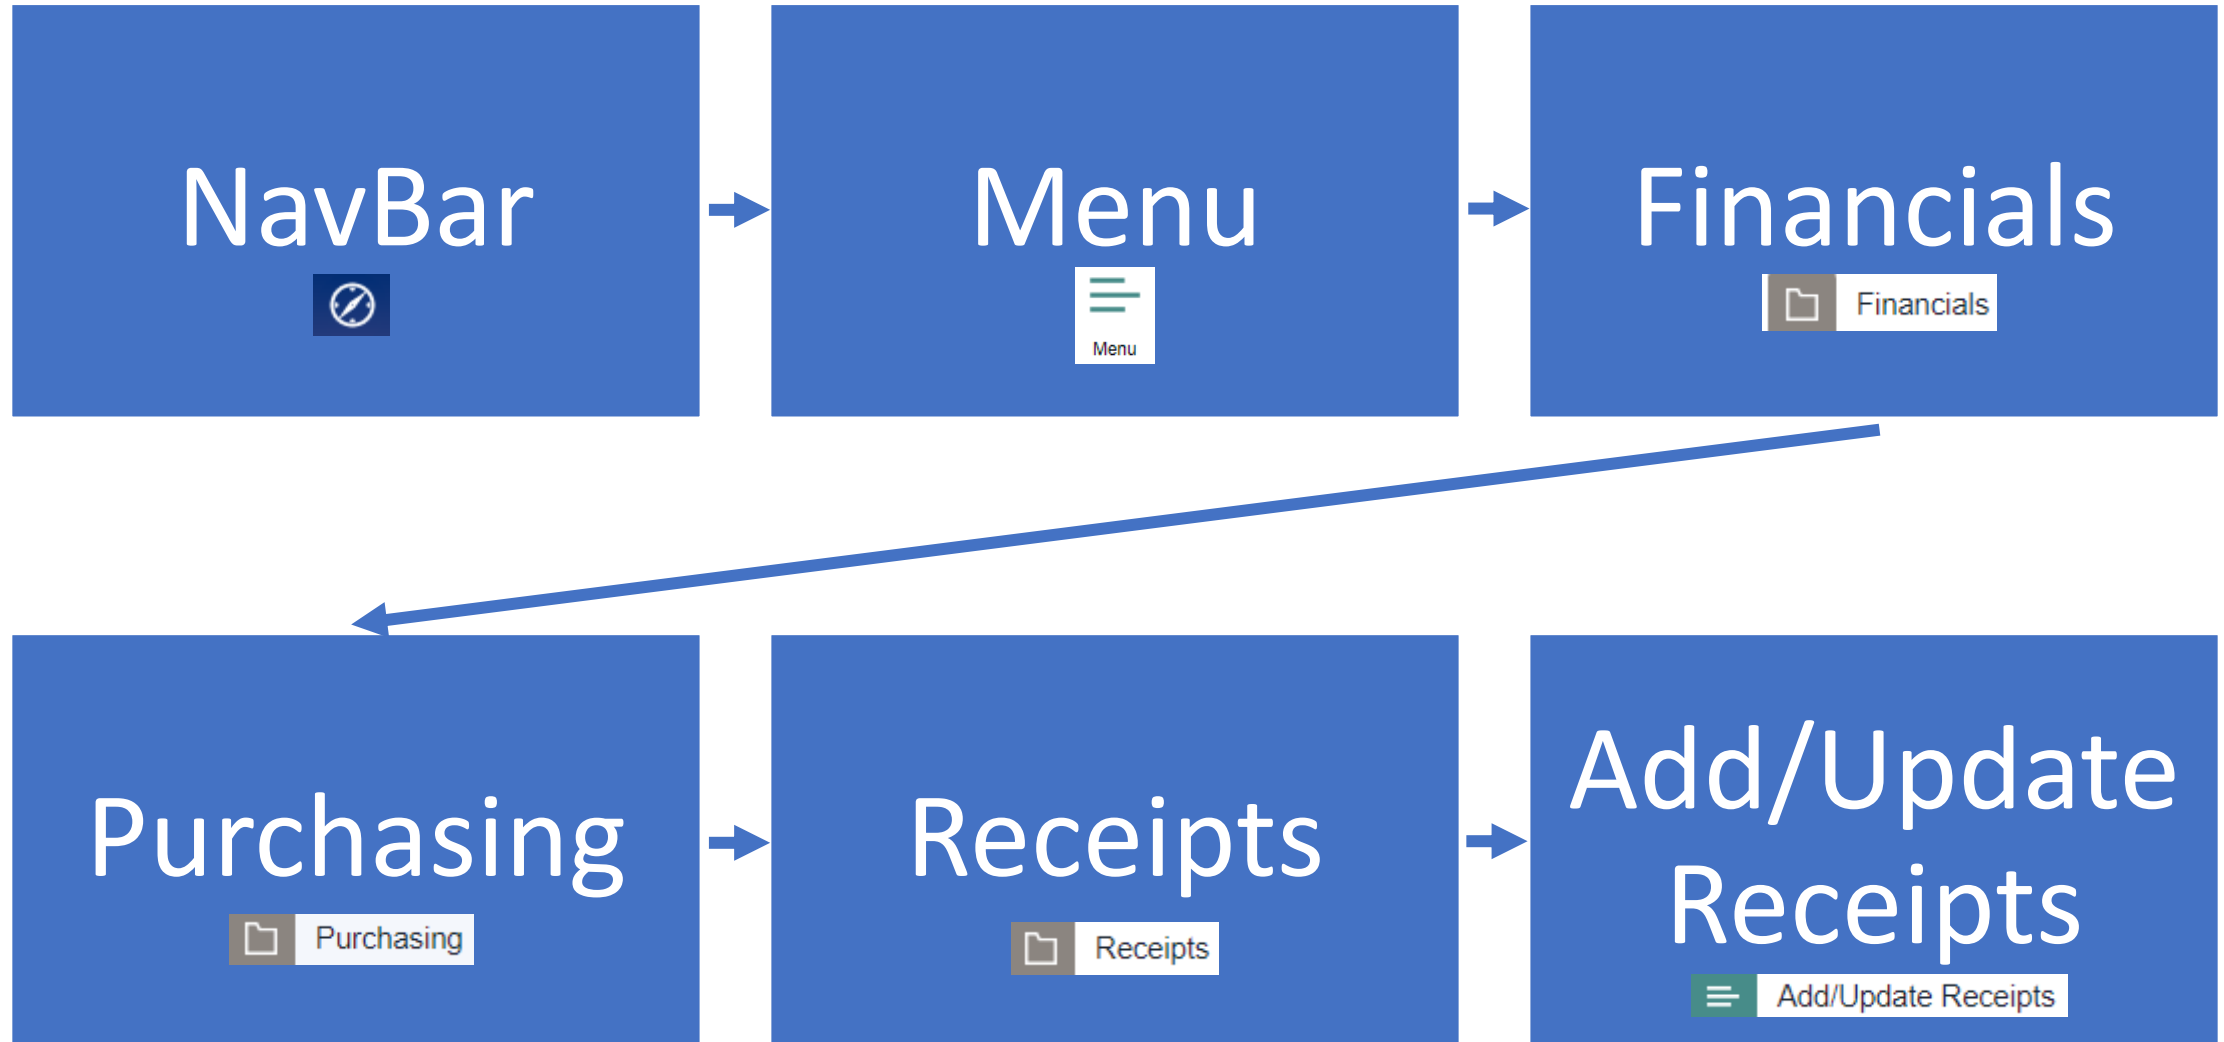 NavBar
Menu
Menu
Financials
Financials
Purchasing
Purchasing
Receipts
Receipts
Add/Update
Receipts
Add/Update Receipts